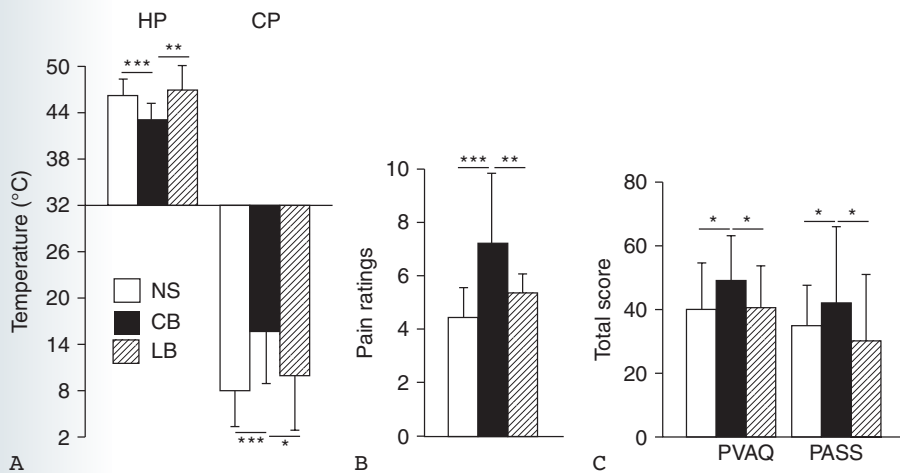 HP CP
*** **
50
44
38
32
26
20
14
8
2
Temperature (°C)
NS
CB
LB
*** *
A
*** **
10
8
6
4
2
0
Pain ratings
B
* * * *
80
60
40
20
0
Total score
PVAQ PASS
C